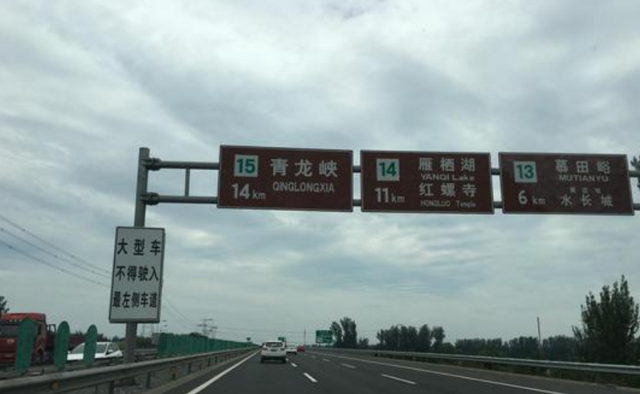 15 青龙峡
14 km QINGLONGXIA
14 雁栖湖
YANQI Lake
11 km 红螺寺
HONGLUO Temple
13 慕田峪
MUTIANYU
6 km 水长城
大型车
不得驶入
最左侧车道